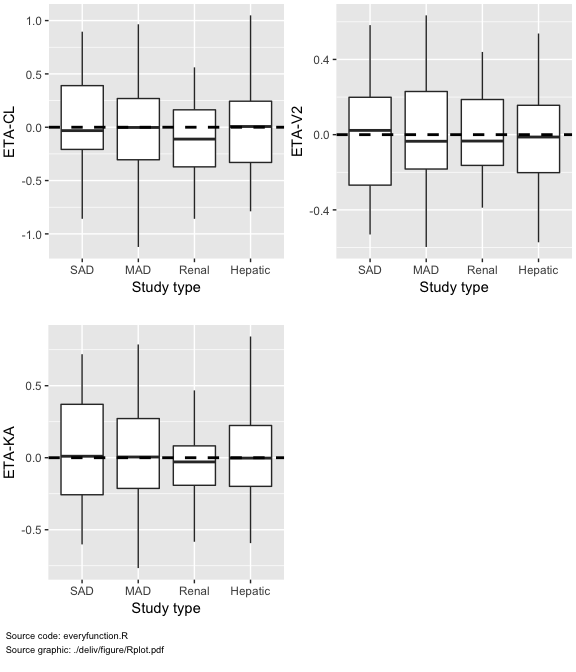 ETA-CL
1.0
0.5
0.0
-0.5
-1.0
SAD MAD Renal Hepatic
Study type
ETA-V2
0.4
0.0
-0.4
SAD MAD Renal Hepatic
Study type
ETA-KA
0.5
0.0
-0.5
SAD MAD Renal Hepatic
Study type
Source code: everyfunction.R
Source graphic: ./deliv/figure/Rplot.pdf